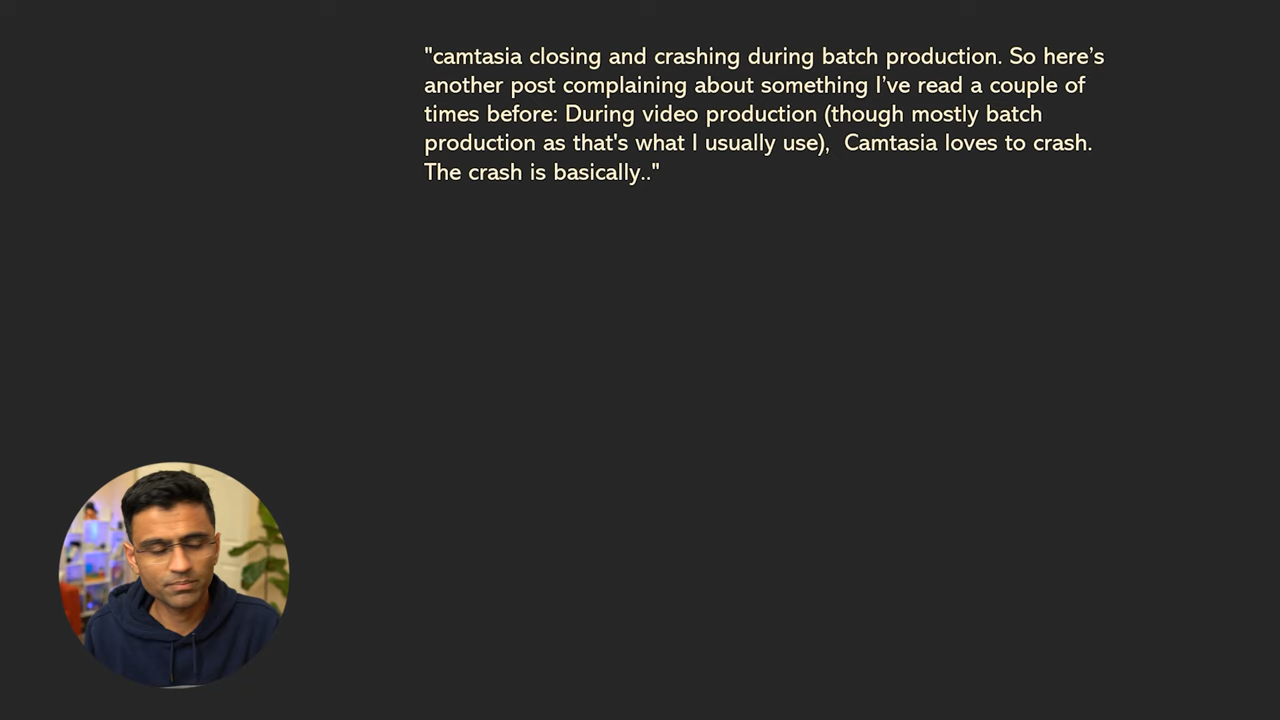 "camtasia closing and crashing during batch production. So here’s
another post complaining about something I’ve read a couple of
times before: During video production (though mostly batch
production as that's what I usually use),  Camtasia loves to crash.
The crash is basically.."